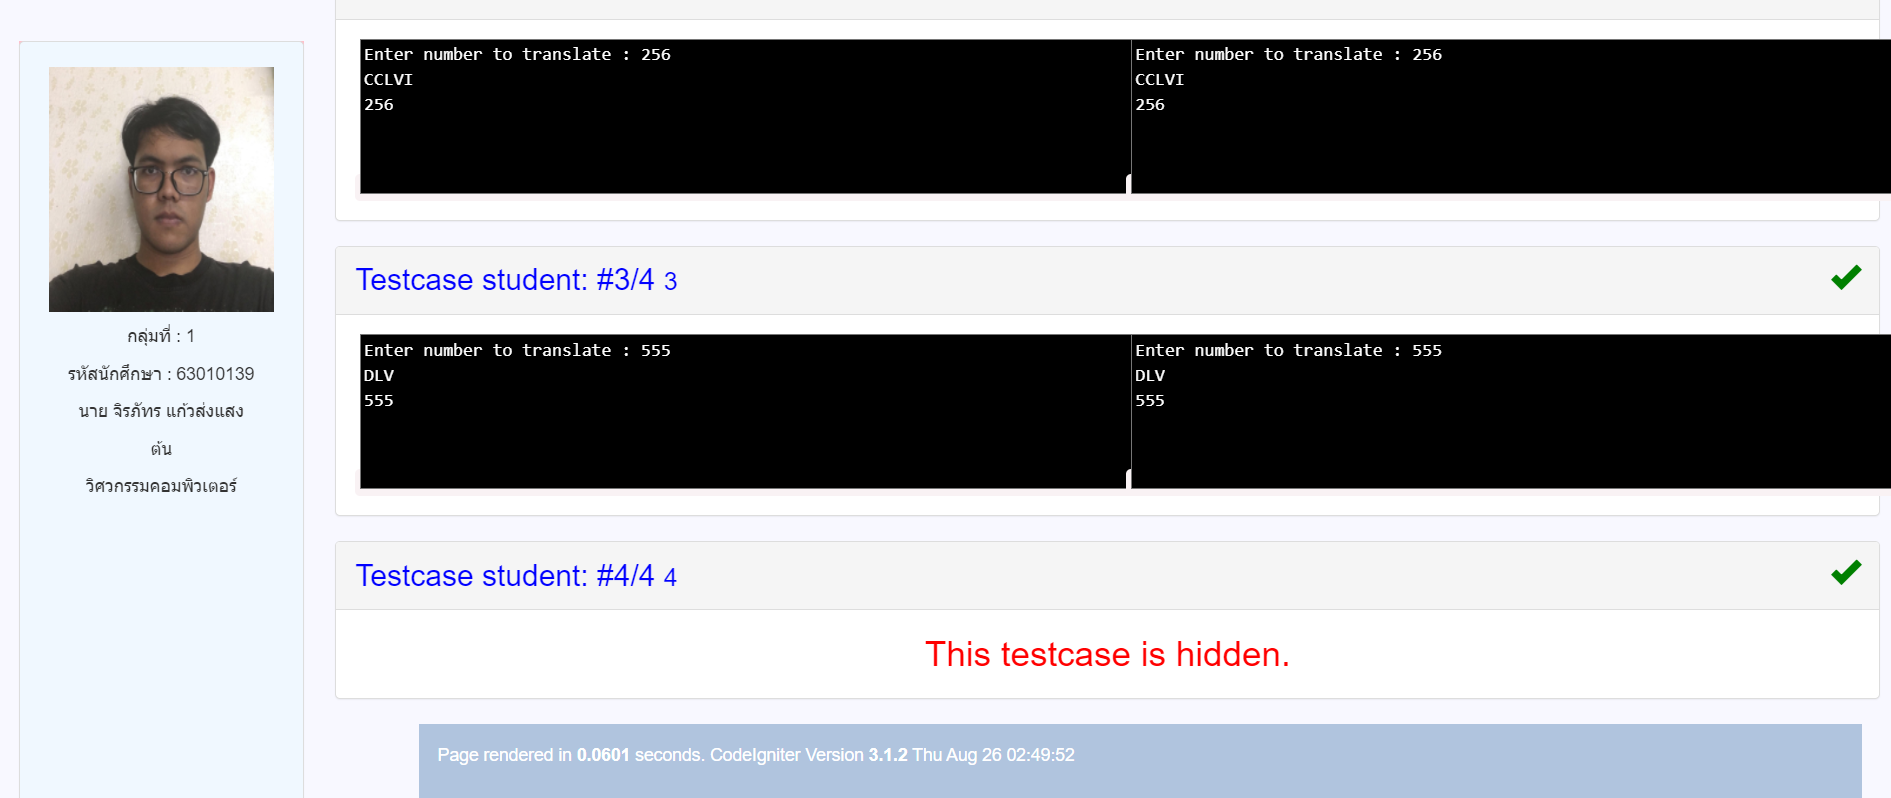 กลุ่มที่ : 1
รหัสนักศึกษา : 63010139
นาย จิรภัทร แก้วส่งแสง
ต้น
วิศวกรรมคอมพิวเตอร์
Enter number to translate : 256
CCLVI
256
Enter number to translate : 256
CCLVI
256
Testcase student: #3/4 3
Enter number to translate : 555
DLV
555
Enter number to translate : 555
DLV
555
Testcase student: #4/4 4
This testcase is hidden.
Page rendered in 0.0601 seconds. CodeIgniter Version 3.1.2 Thu Aug 26 02:49:52